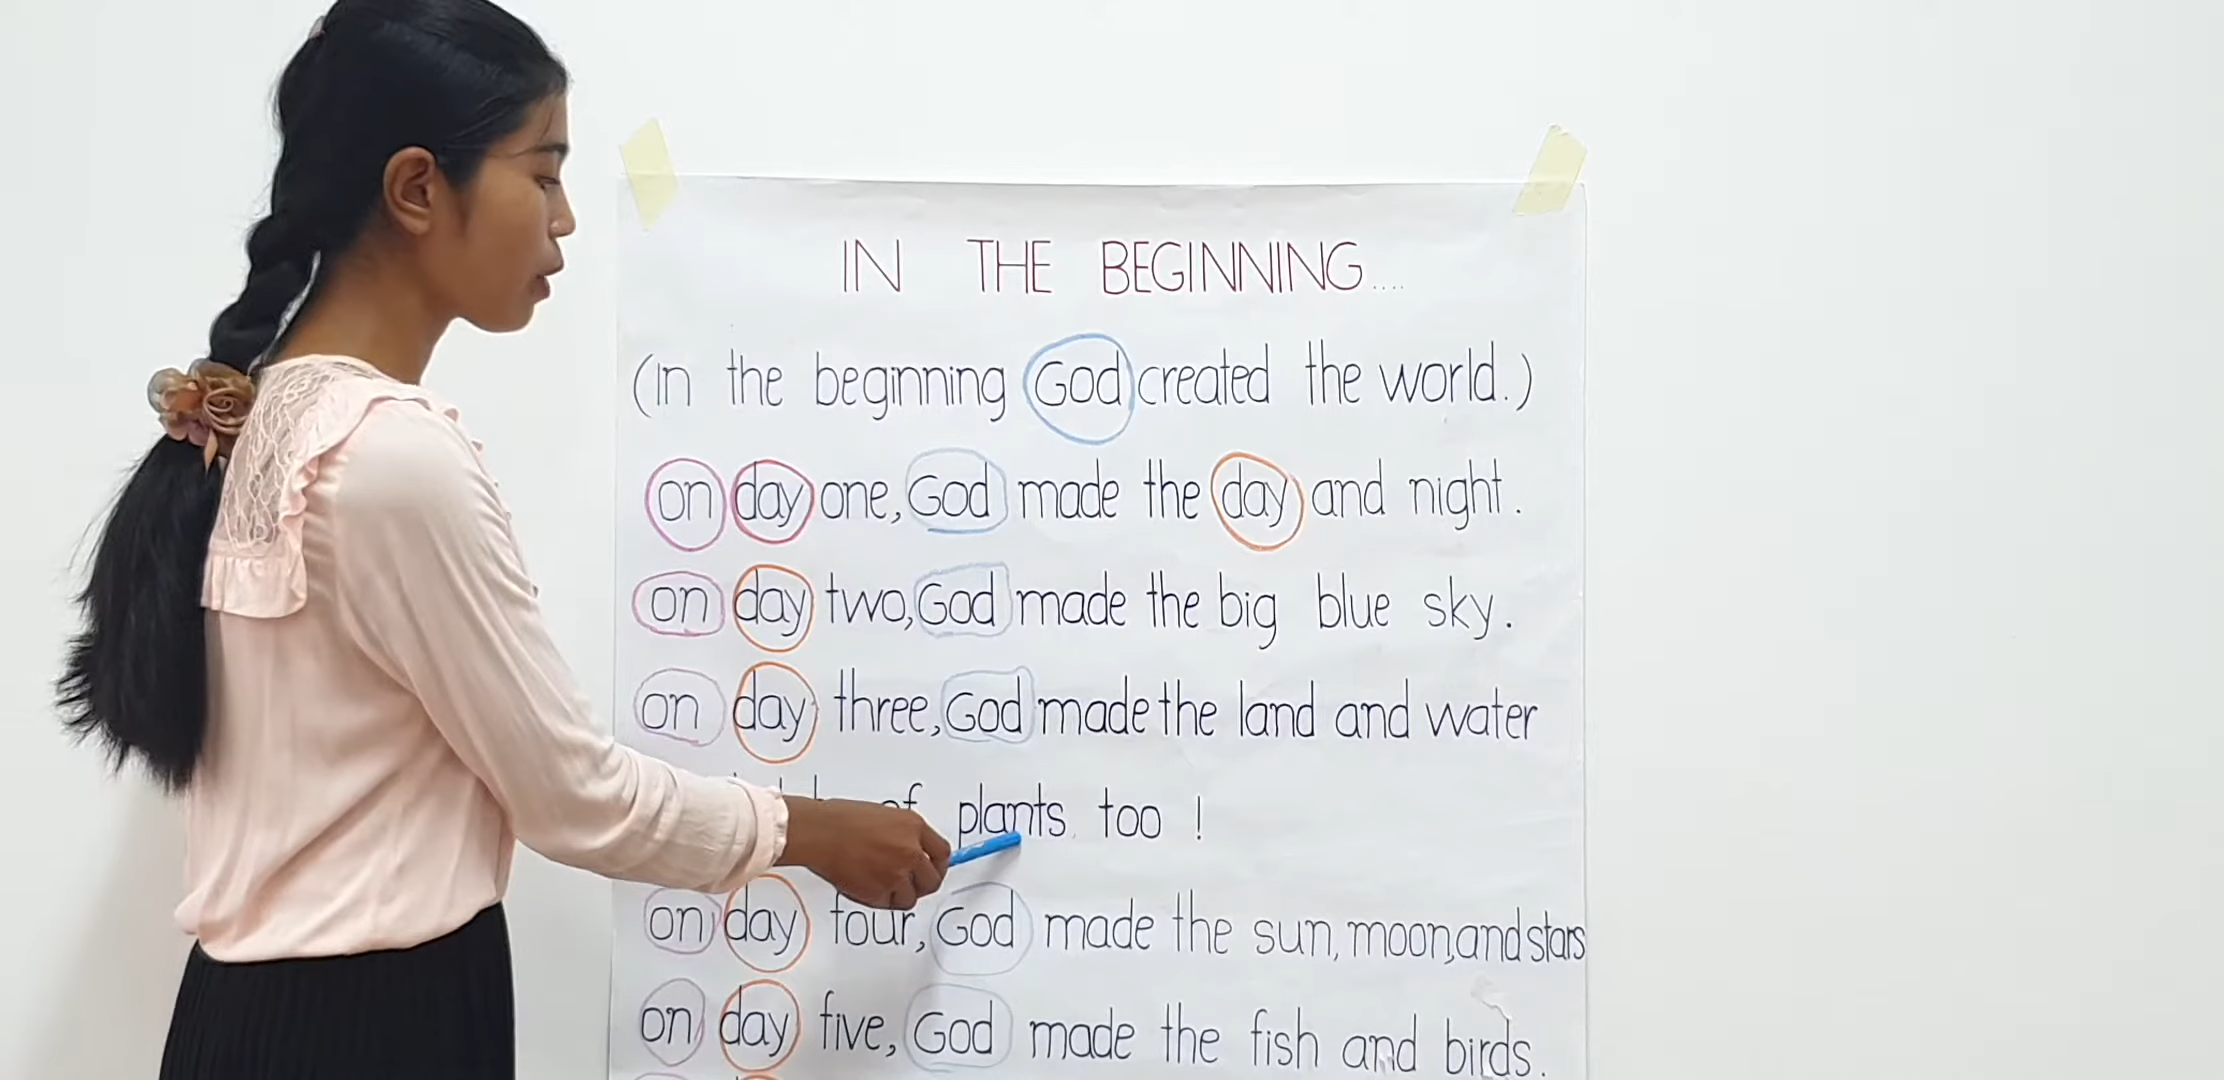 IN THE BEGINNING....
(In the beginning God created the world.)
on day one, God made the day and night.
on day two, God made the big blue sky.
on day three, God made the land and water
of plants too !
on day four, God made the sun, moon, and stars
on day five, God made the fish and birds.